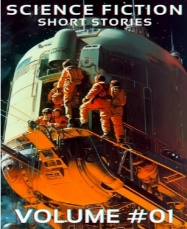 SCIENCE FICTION
SHORT STORIES
VOLUME #01